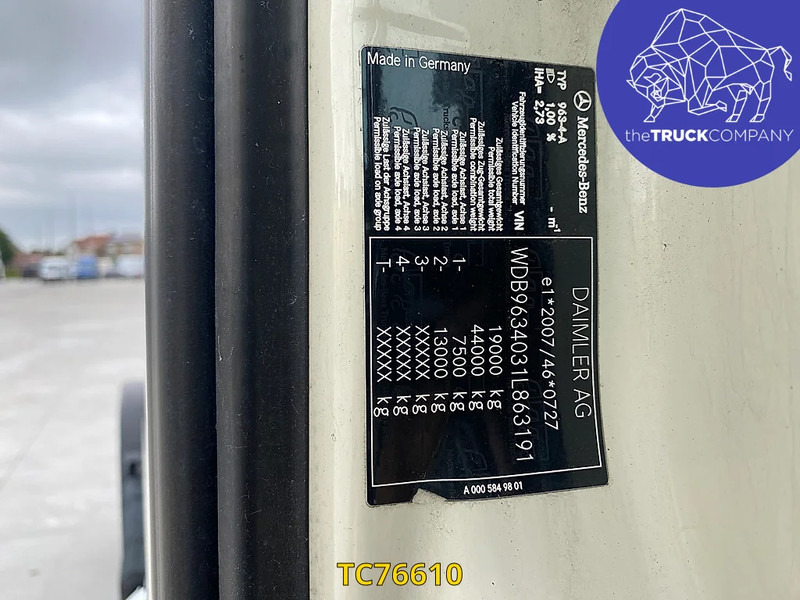 theTRUCKCOMPANY
Mercedes-Benz
TYP 963-4-A
1,00 % - m⁻¹
IHA= 2,73
Fahrzeugidentifizierungsnummer
Vehicle Identification Number VIN
DAIMLER AG
e1*2007/46*0727
WDB9634031L863191
Zulässiges Gesamtgewicht
Permissible total weight 19000 kg
Zulässiges Zug-Gesamtgewicht
Permissible combination weight 44000 kg
Zulässige Achslast, Achse 1
Permissible axle load, axle 1 1- 7500 kg
Zulässige Achslast, Achse 2
Permissible axle load, axle 2 2- 13000 kg
Zulässige Achslast, Achse 3
Permissible axle load, axle 3 3- XXXXX kg
Zulässige Achslast, Achse 4
Permissible axle load, axle 4 4- XXXXX kg
Zulässige Last der Achsgruppe
Permissible load on axle group T- XXXXX kg
Made in Germany
A 000 584 98 01
TC76610